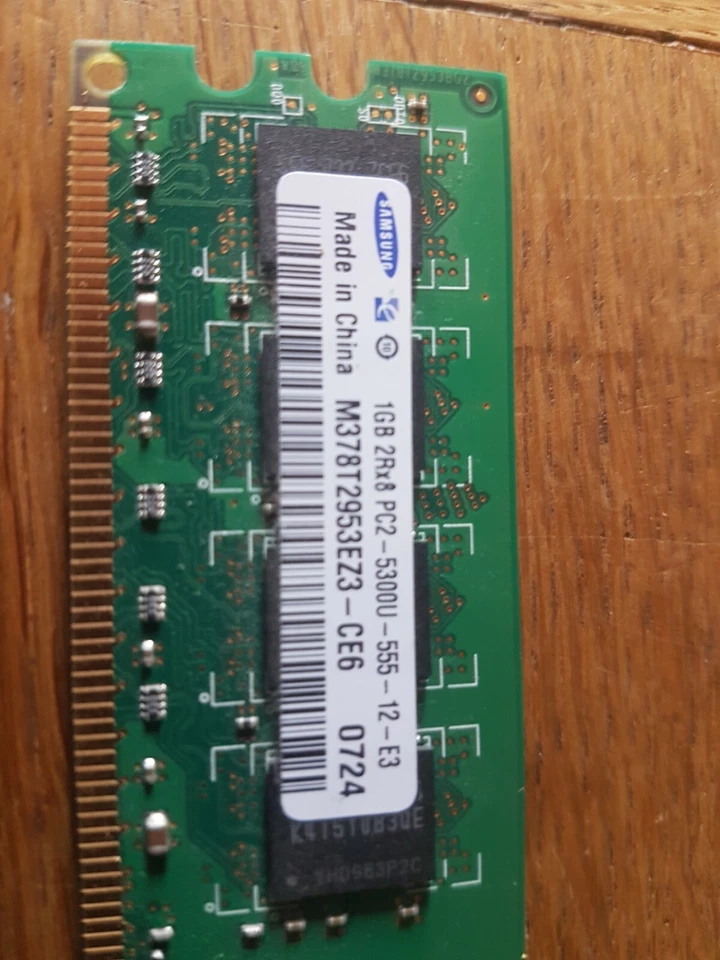 SAMSUNG
1GB 2Rx8 PC2-5300U-555-12-E3
Made in China M378T2953EZ3-CE6 0724